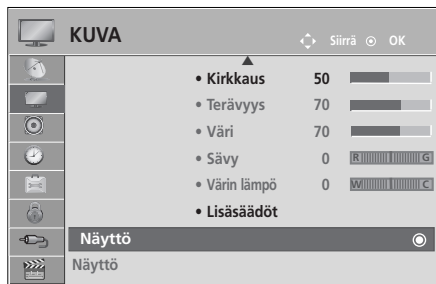 KUVA Siirrä OK
• Kirkkaus 50
• Terävyys 70
• Väri 70
• Sävy 0 R G
• Värin lämpö 0 W C
• Lisäsäädöt
Näyttö
Näyttö